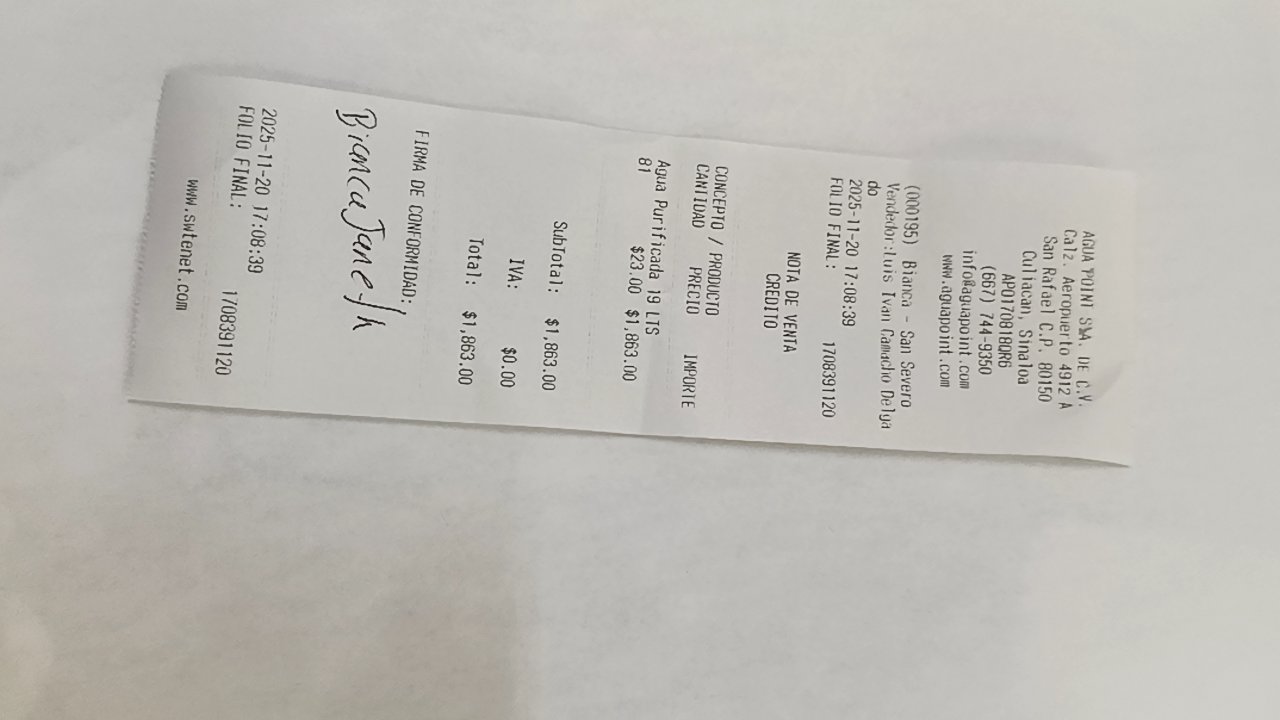 AGUA POINT S.A. DE C.V.
Calz. Aeropuerto 4912 A
San Rafael C.P. 80150
Culiacan, Sinaloa
APO170818QR6
(667) 744-9350
info@aguapoint.com
www.aguapoint.com
(000195) Bianca - San Severo
Vendedor:Luis Ivan Camacho Delga
do
2025-11-20 17:08:39
FOLIO FINAL: 1708391120
NOTA DE VENTA
CREDITO
CONCEPTO / PRODUCTO
CANTIDAD PRECIO IMPORTE
Agua Purificada 19 LTS
81 $23.00 $1,863.00
SubTotal: $1,863.00
IVA: $0.00
Total: $1,863.00
FIRMA DE CONFORMIDAD:
Bianca Janeth
2025-11-20 17:08:39
FOLIO FINAL: 1708391120
www.swtenet.com